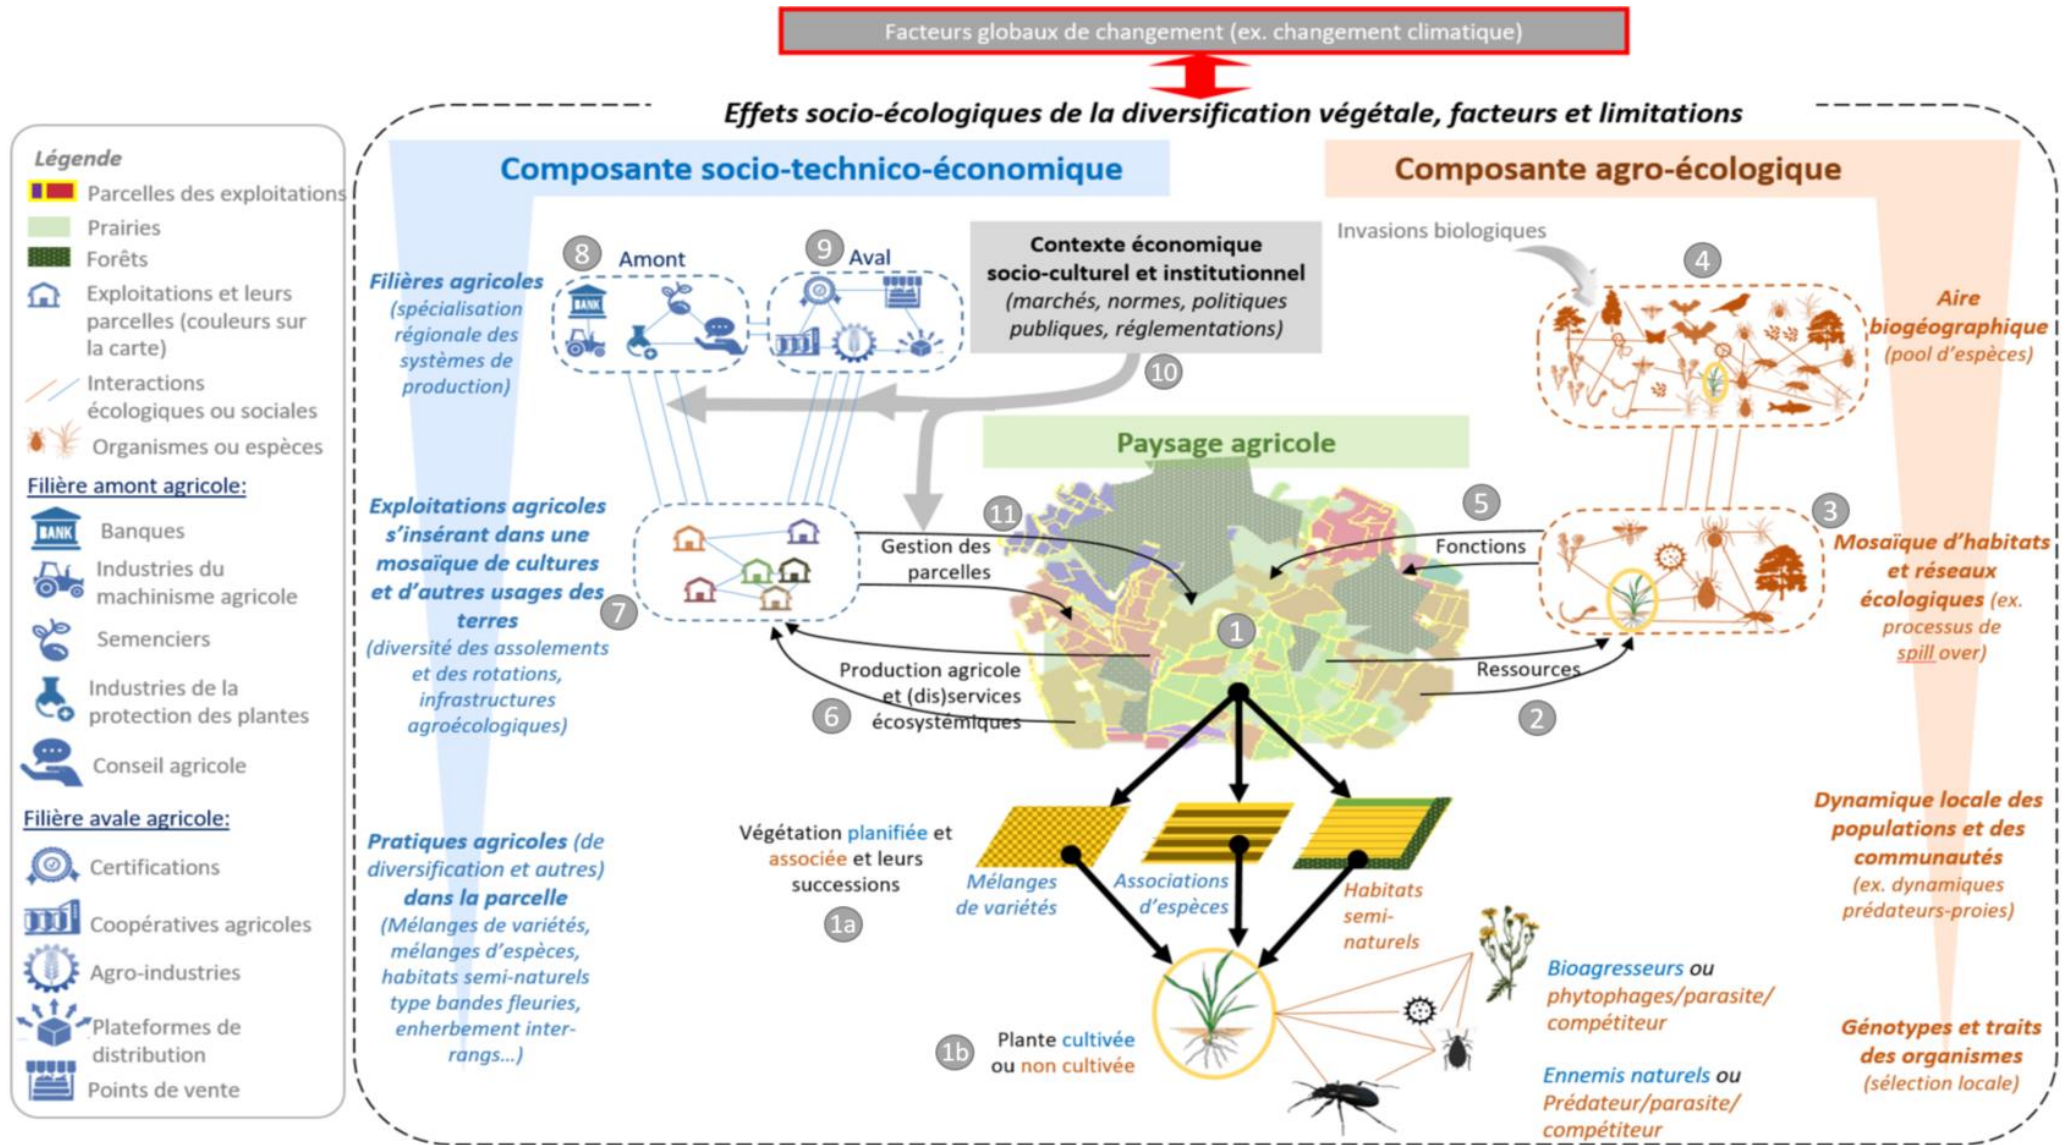 Facteurs globaux de changement (ex. changement climatique)
Effets socio-écologiques de la diversification végétale, facteurs et limitations
Légende
Parcelles des exploitations
Prairies
Forêts
Exploitations et leurs
parcelles (couleurs sur
la carte)
Interactions
écologiques ou sociales
Organismes ou espèces
Filière amont agricole:
BANK
Banques
Industries du
machinisme agricole
Semenciers
Industries de la
protection des plantes
Conseil agricole
Filière avale agricole:
Certifications
Coopératives agricoles
Agro-industries
Plateformes de
distribution
Points de vente
Composante socio-technico-économique
Filières agricoles
(spécialisation
régionale des
systèmes de
production)
8
Amont
BANK
9
Aval
Contexte économique
socio-culturel et institutionnel
(marchés, normes, politiques
publiques, réglementations)
10
Exploitations agricoles
s'insérant dans une
mosaïque de cultures
et d'autres usages des
terres
(diversité des assolements
et des rotations,
infrastructures
agroécologiques)
7
Pratiques agricoles (de
diversification et autres)
dans la parcelle
(Mélanges de variétés,
mélanges d'espèces,
habitats semi-naturels
type bandes fleuries,
enherbement inter-
rangs...)
Paysage agricole
11
Gestion des
parcelles
1
5
Fonctions
Production agricole
et (dis)services
écosystémiques
6
Ressources
2
Végétation planifiée et
associée et leurs
successions
1a
Mélanges
de variétés
Associations
d'espèces
Habitats
semi-
naturels
1b
Plante cultivée
ou non cultivée
Bioagresseurs ou
phytophages/parasite/
compétiteur
Ennemis naturels ou
Prédateur/parasite/
compétiteur
Composante agro-écologique
Invasions biologiques
4
Aire
biogéographique
(pool d'espèces)
3
Mosaïque d'habitats
et réseaux
écologiques (ex.
processus de
spill over)
Dynamique locale des
populations et des
communautés
(ex. dynamiques
prédateurs-proies)
Génotypes et traits
des organismes
(sélection locale)